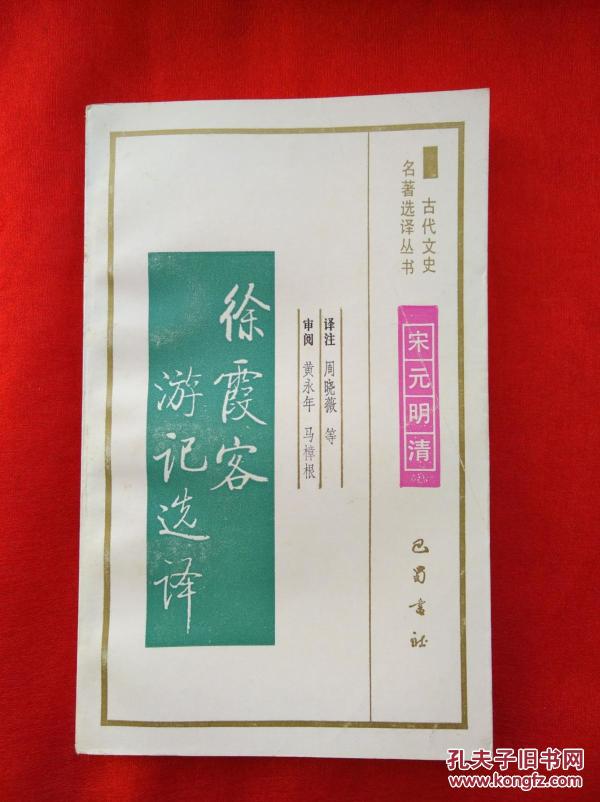 古代文史
名著选译丛书
宋元明清
巴蜀书社
译注 周晓薇 等
审阅 黄永年 马樟根
徐霞客
游记选译
孔夫子旧书网
www.kongfz.com